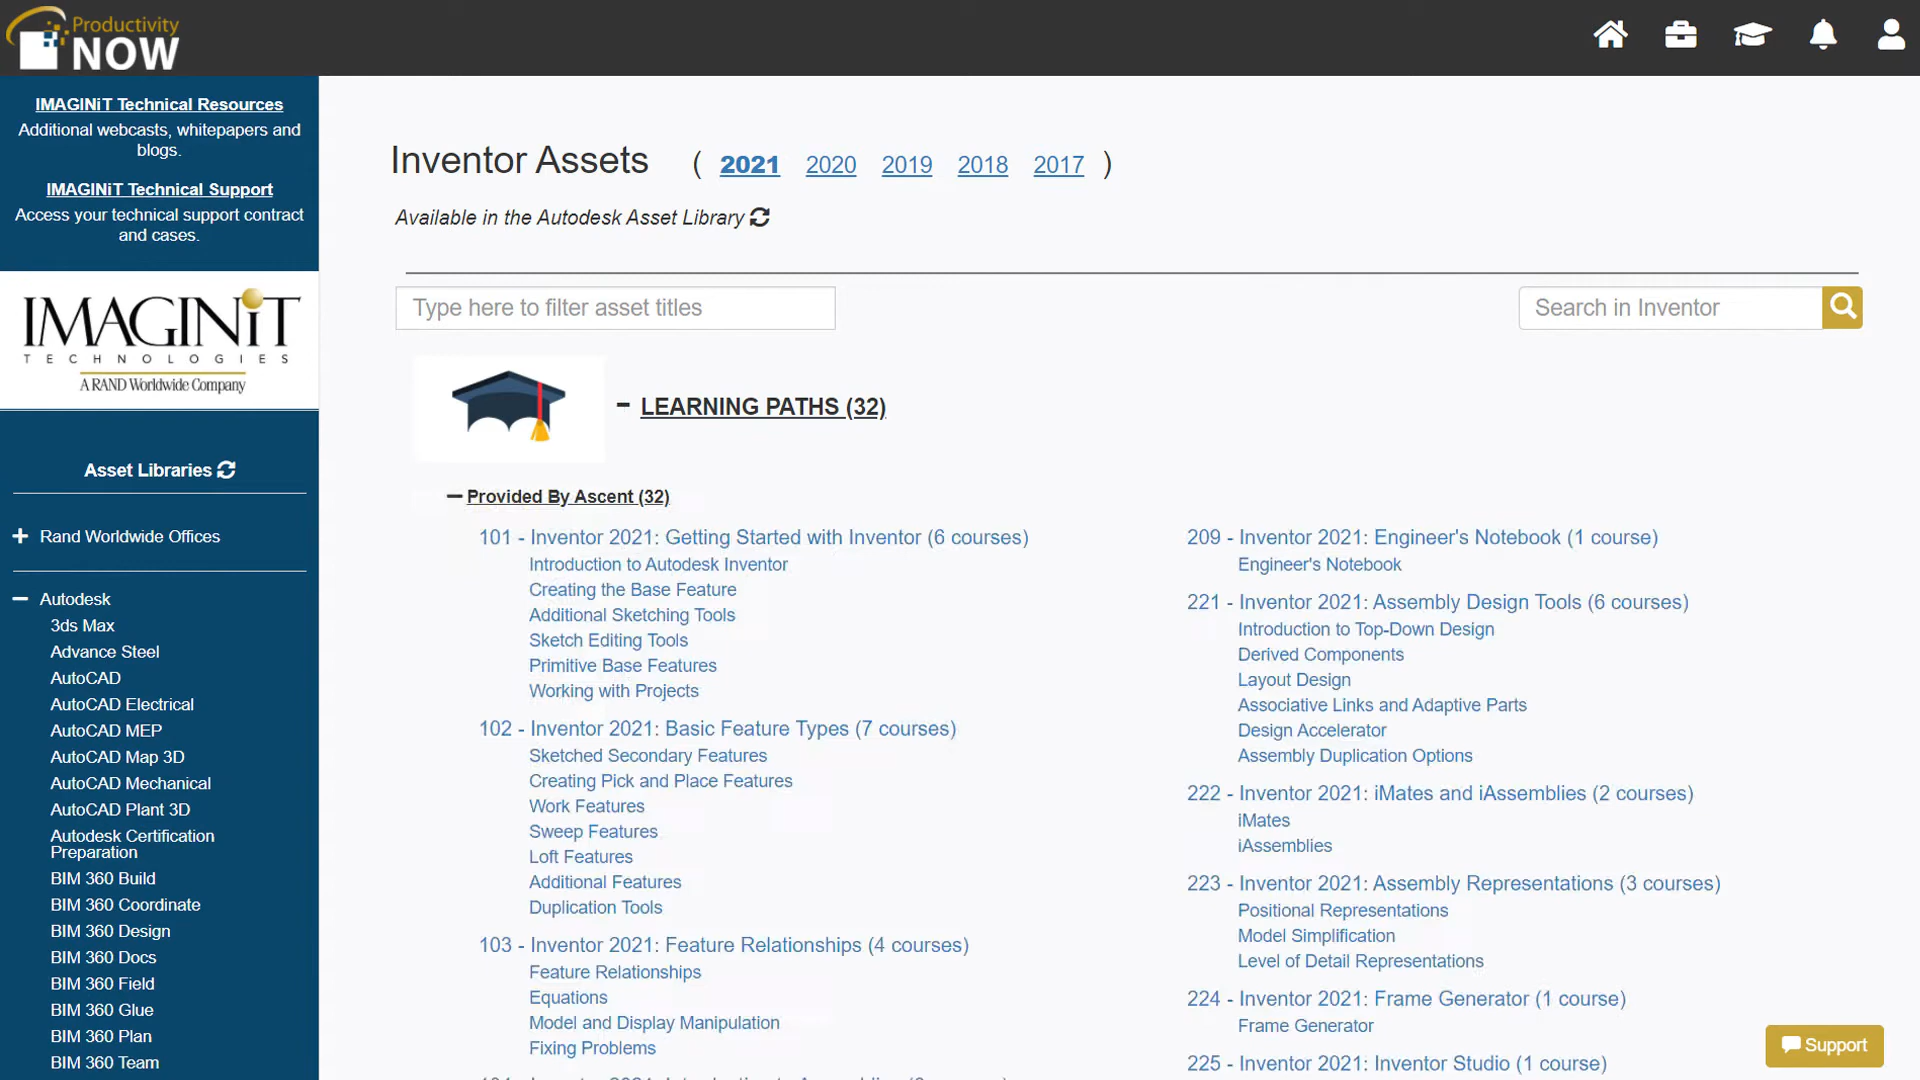 Productivity
NOW
IMAGINiT Technical Resources
Additional webcasts, whitepapers and
blogs.
IMAGINiT Technical Support
Access your technical support contract
and cases.
IMAGINiT
TECHNOLOGIES
A RAND Worldwide Company
Asset Libraries
Rand Worldwide Offices
Autodesk
3ds Max
Advance Steel
AutoCAD
AutoCAD Electrical
AutoCAD MEP
AutoCAD Map 3D
AutoCAD Mechanical
AutoCAD Plant 3D
Autodesk Certification
Preparation
BIM 360 Build
BIM 360 Coordinate
BIM 360 Design
BIM 360 Docs
BIM 360 Field
BIM 360 Glue
BIM 360 Plan
BIM 360 Team
Inventor Assets ( 2021 2020 2019 2018 2017 )
Available in the Autodesk Asset Library
Type here to filter asset titles
Search in Inventor
LEARNING PATHS (32)
Provided By Ascent (32)
101 - Inventor 2021: Getting Started with Inventor (6 courses)
Introduction to Autodesk Inventor
Creating the Base Feature
Additional Sketching Tools
Sketch Editing Tools
Primitive Base Features
Working with Projects
102 - Inventor 2021: Basic Feature Types (7 courses)
Sketched Secondary Features
Creating Pick and Place Features
Work Features
Sweep Features
Loft Features
Additional Features
Duplication Tools
103 - Inventor 2021: Feature Relationships (4 courses)
Feature Relationships
Equations
Model and Display Manipulation
Fixing Problems
209 - Inventor 2021: Engineer's Notebook (1 course)
Engineer's Notebook
221 - Inventor 2021: Assembly Design Tools (6 courses)
Introduction to Top-Down Design
Derived Components
Layout Design
Associative Links and Adaptive Parts
Design Accelerator
Assembly Duplication Options
222 - Inventor 2021: iMates and iAssemblies (2 courses)
iMates
iAssemblies
223 - Inventor 2021: Assembly Representations (3 courses)
Positional Representations
Model Simplification
Level of Detail Representations
224 - Inventor 2021: Frame Generator (1 course)
Frame Generator
225 - Inventor 2021: Inventor Studio (1 course)
Support